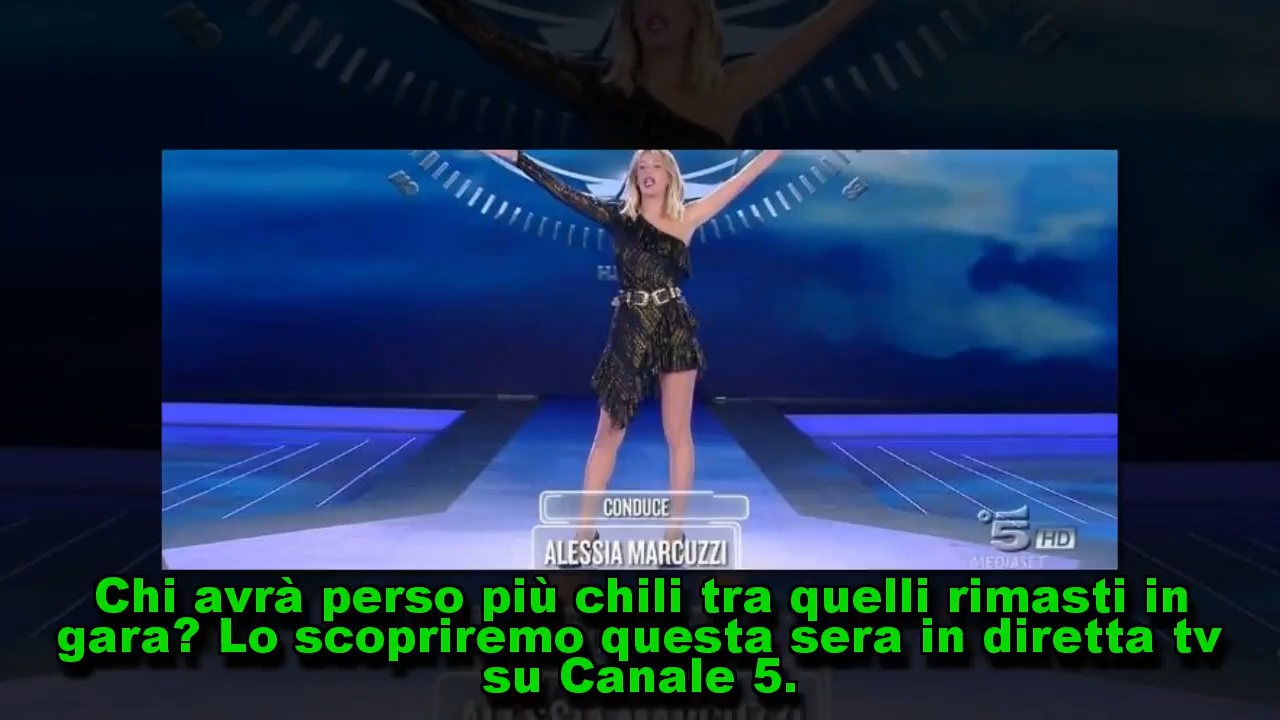 CONDUCE
ALESSIA MARCUZZI
5 HD
MEDIASET
Chi avrà perso più chili tra quelli rimasti in
gara? Lo scopriremo questa sera in diretta tv
su Canale 5.